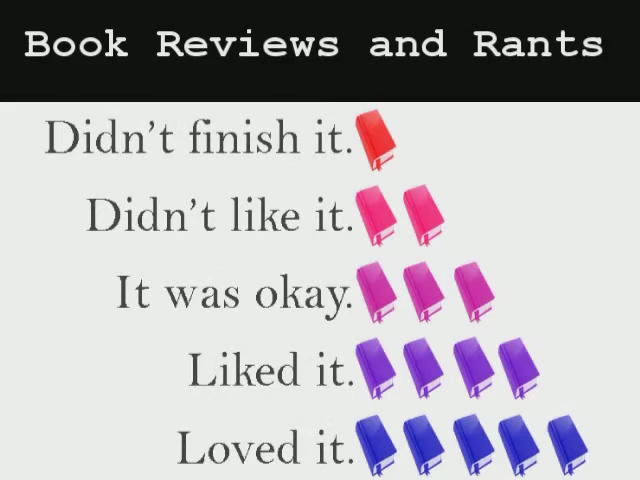 Book Reviews and Rants
Didn’t finish it.
Didn’t like it.
It was okay.
Liked it.
Loved it.